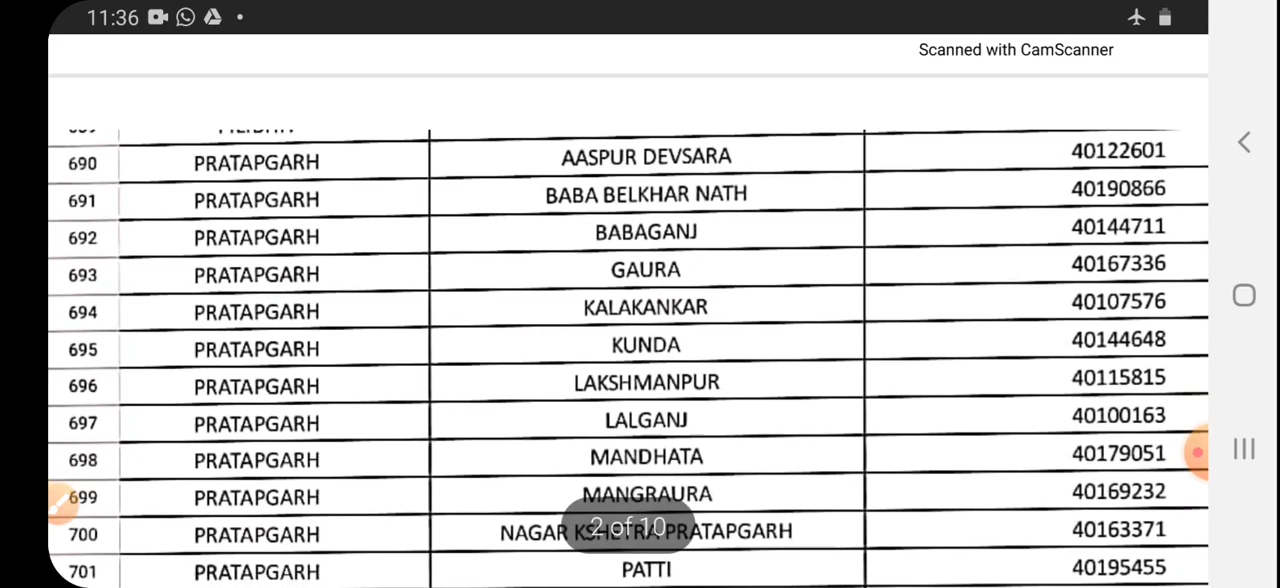 11:36
Scanned with CamScanner
690 PRATAPGARH AASPUR DEVSARA 40122601
691 PRATAPGARH BABA BELKHAR NATH 40190866
692 PRATAPGARH BABAGANJ 40144711
693 PRATAPGARH GAURA 40167336
694 PRATAPGARH KALAKANKAR 40107576
695 PRATAPGARH KUNDA 40144648
696 PRATAPGARH LAKSHMANPUR 40115815
697 PRATAPGARH LALGANJ 40100163
698 PRATAPGARH MANDHATA 40179051
699 PRATAPGARH MANGRAURA 40169232
2 of 10
700 PRATAPGARH NAGAR KSHETRA PRATAPGARH 40163371
701 PRATAPGARH PATTI 40195455